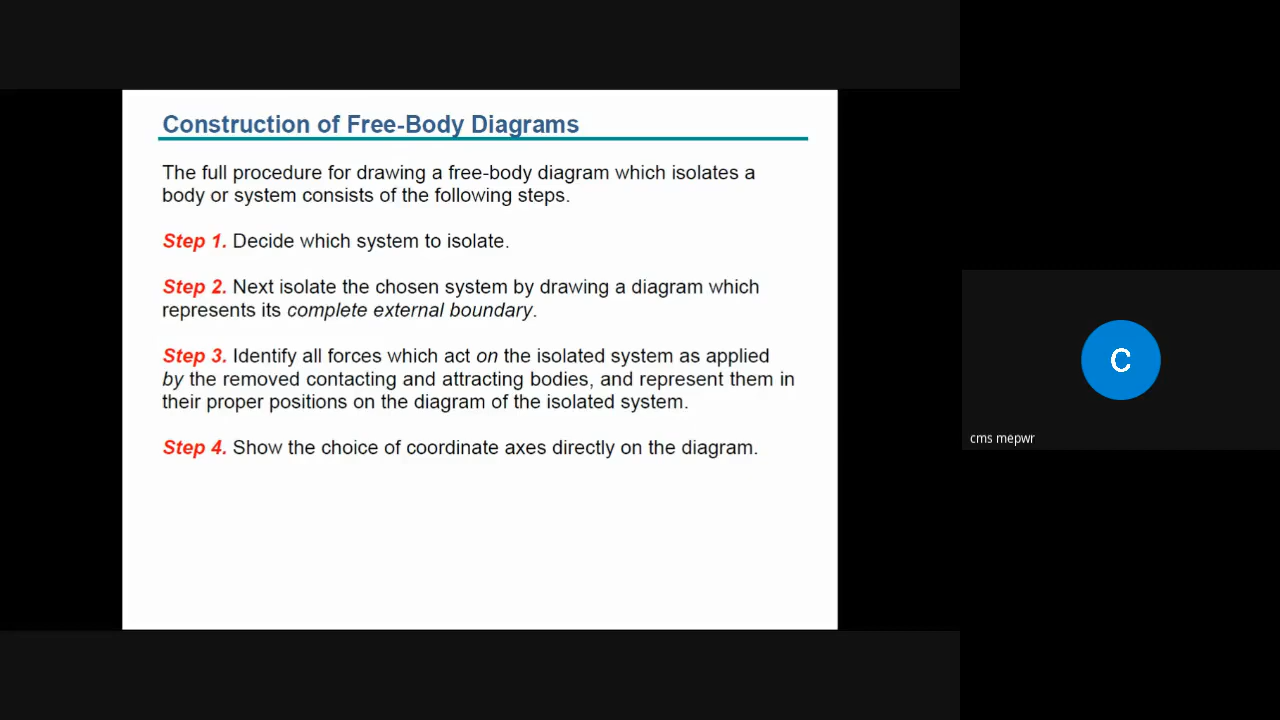 Construction of Free-Body Diagrams
The full procedure for drawing a free-body diagram which isolates a
body or system consists of the following steps.
Step 1. Decide which system to isolate.
Step 2. Next isolate the chosen system by drawing a diagram which
represents its complete external boundary.
Step 3. Identify all forces which act on the isolated system as applied
by the removed contacting and attracting bodies, and represent them in
their proper positions on the diagram of the isolated system.
Step 4. Show the choice of coordinate axes directly on the diagram.
C
cms mepwr